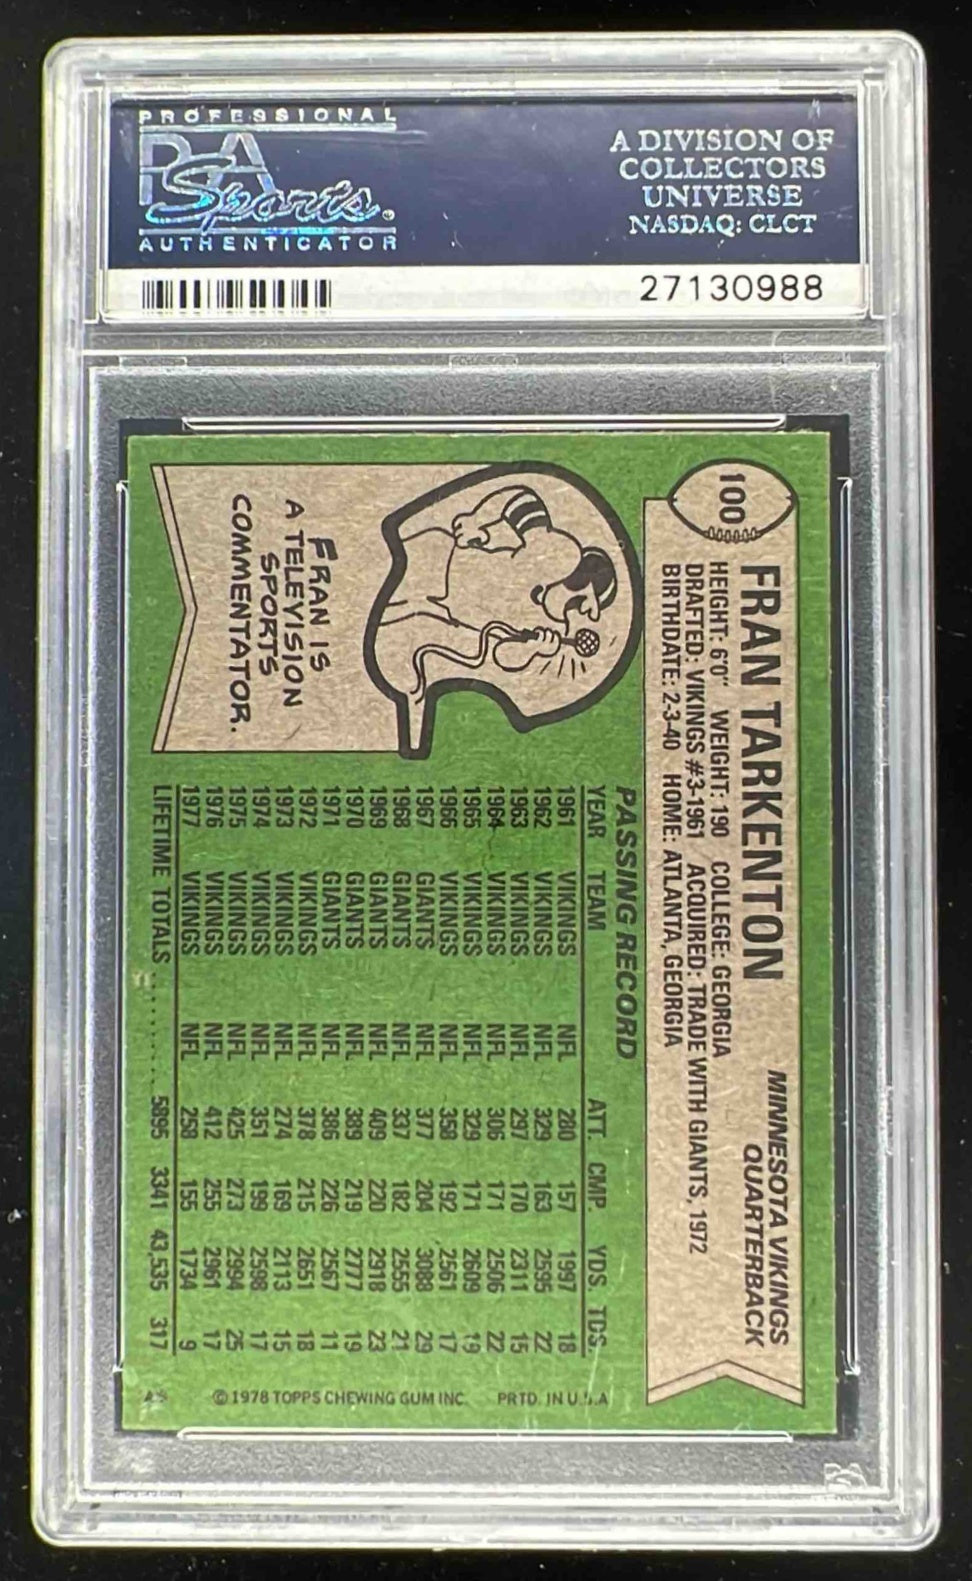 PROFESSIONAL
PSA
Sports
AUTHENTICATOR
A DIVISION OF
COLLECTORS
UNIVERSE
NASDAQ: CLCT
27130988
100
FRAN TARKENTON
MINNESOTA VIKINGS
QUARTERBACK
HEIGHT: 6'0" WEIGHT: 190 COLLEGE: GEORGIA
DRAFTED: VIKINGS #3-1961 ACQUIRED: TRADE WITH GIANTS, 1972
BIRTHDATE: 2-3-40 HOME: ATLANTA, GEORGIA
FRAN IS
A TELEVISION
SPORTS
COMMENTATOR.
PASSING RECORD
YEAR TEAM ATT. CMP. YDS. TDS.
1961 VIKINGS NFL 280 157 1997 18
1962 VIKINGS NFL 329 163 2595 22
1963 VIKINGS NFL 297 170 2311 15
1964 VIKINGS NFL 306 171 2506 22
1965 VIKINGS NFL 329 171 2609 19
1966 VIKINGS NFL 358 192 2561 17
1967 GIANTS NFL 377 204 3088 29
1968 GIANTS NFL 337 182 2555 21
1969 GIANTS NFL 409 220 2918 23
1970 GIANTS NFL 389 219 2777 19
1971 GIANTS NFL 386 226 2567 11
1972 VIKINGS NFL 378 215 2651 18
1973 VIKINGS NFL 274 169 2113 15
1974 VIKINGS NFL 351 199 2598 17
1975 VIKINGS NFL 425 273 2994 25
1976 VIKINGS NFL 412 255 2961 17
1977 VIKINGS NFL 258 155 1734 9
LIFETIME TOTALS .......... 5895 3341 43,535 317
© 1978 TOPPS CHEWING GUM INC. PRTD. IN U.S.A